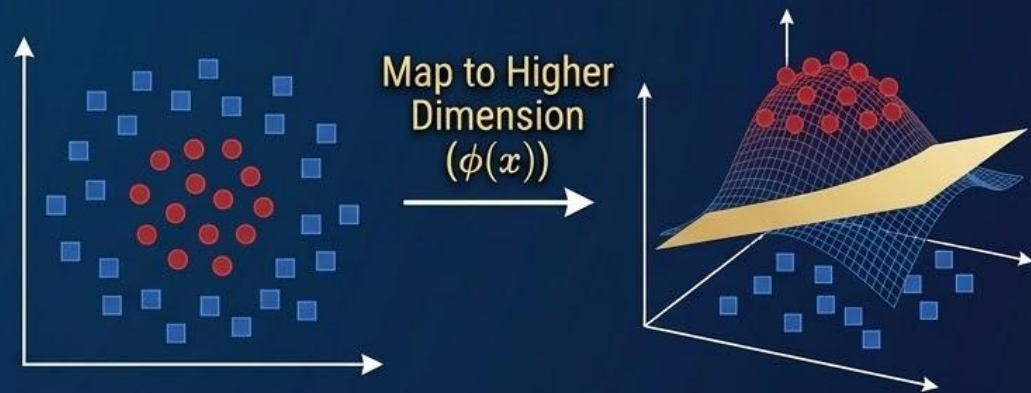 Map to Higher
Dimension
(ϕ(x))